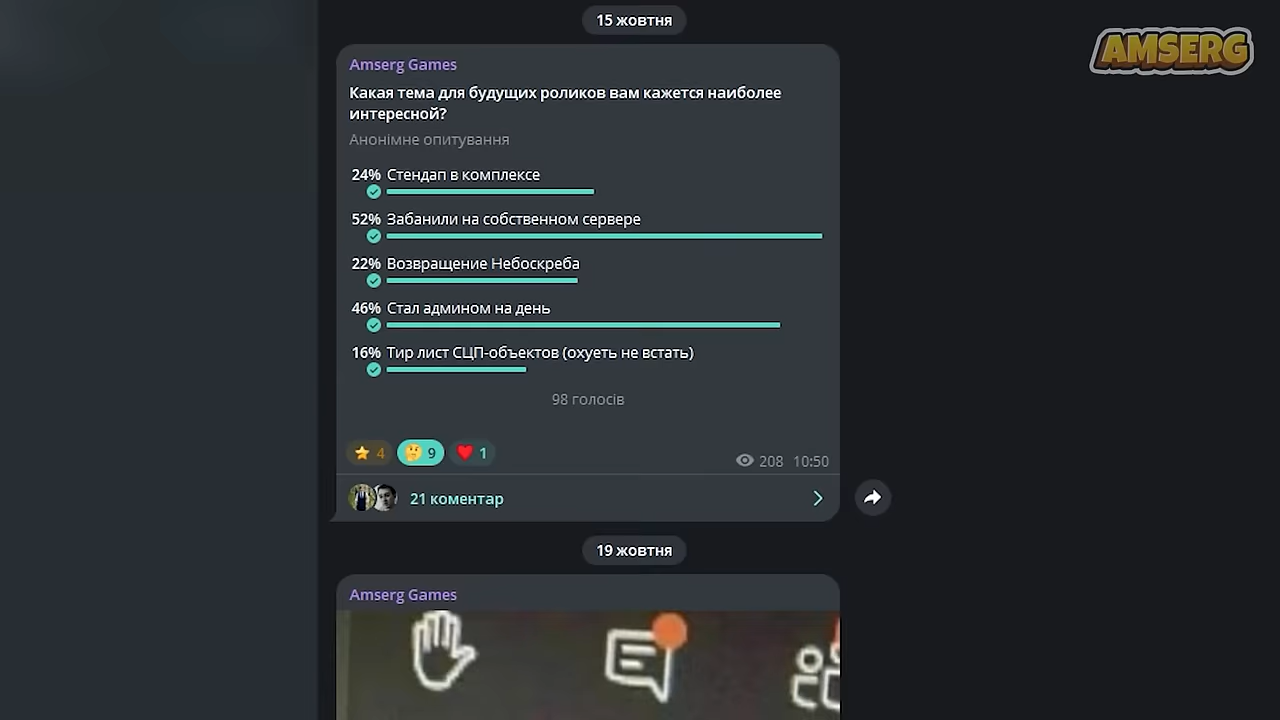 15 жовтня
AMSERG
Amserg Games
Какая тема для будущих роликов вам кажется наиболее
интересной?
Анонімне опитування
24% Стендап в комплексе
52% Забанили на собственном сервере
22% Возвращение Небоскреба
46% Стал админом на день
16% Тир лист СЦП-объектов (охуеть не встать)
98 голосів
4 9 1
208 10:50
21 коментар
19 жовтня
Amserg Games